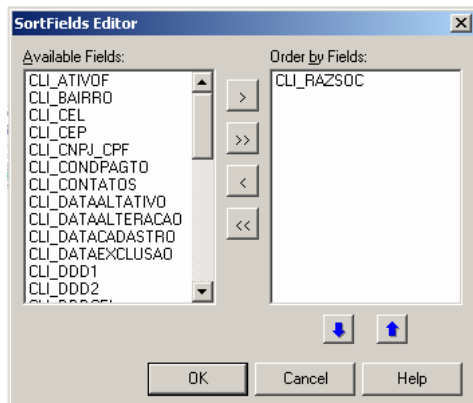 SortFields Editor
Available Fields:
Order by Fields:
CLI_ATIVOF
CLI_BAIRRO
CLI_CEL
CLI_CEP
CLI_CNPJ_CPF
CLI_CONDPAGTO
CLI_CONTATOS
CLI_DATAALTATIVO
CLI_DATAALTERACAO
CLI_DATACADASTRO
CLI_DATAEXCLUSAO
CLI_DDD1
CLI_DDD2
CLI_RAZSOC
>
>>
<
<<
OK
Cancel
Help